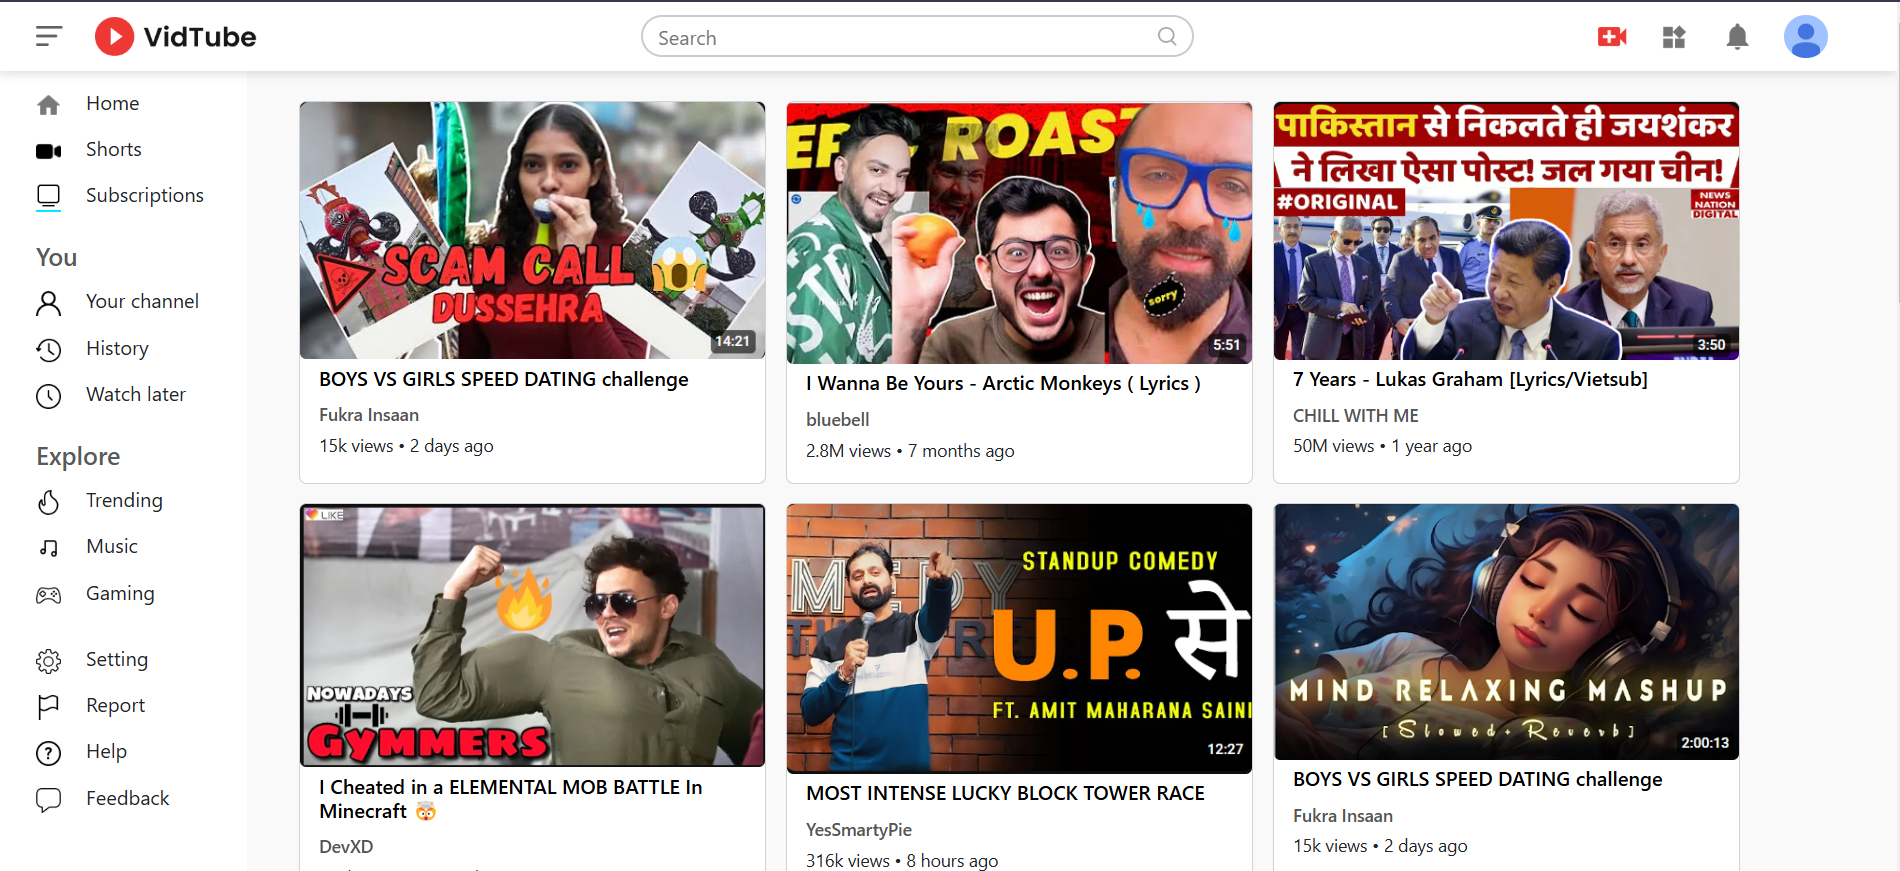 VidTube
Search
Home
Shorts
Subscriptions
You
Your channel
History
Watch later
Explore
Trending
Music
Gaming
Setting
Report
Help
Feedback
SCAM CALL
DUSSEHRA
14:21
BOYS VS GIRLS SPEED DATING challenge
Fukra Insaan
15k views • 2 days ago
ROAST
sorry
5:51
I Wanna Be Yours - Arctic Monkeys ( Lyrics )
bluebell
2.8M views • 7 months ago
पाकिस्तान से निकलते ही जयशंकर
ने लिखा ऐसा पोस्ट! जल गया चीन!
#ORIGINAL
NEWS
NATION
DIGITAL
3:50
7 Years - Lukas Graham [Lyrics/Vietsub]
CHILL WITH ME
50M views • 1 year ago
LIKE
NOWADAYS
GYMMERS
I Cheated in a ELEMENTAL MOB BATTLE In
Minecraft 🤯
DevXD
STANDUP COMEDY
U.P. से
FT. AMIT MAHARANA SAINI
12:27
MOST INTENSE LUCKY BLOCK TOWER RACE
YesSmartyPie
316k views • 8 hours ago
MIND RELAXING MASHUP
[Slowed+Reverb]
2:00:13
BOYS VS GIRLS SPEED DATING challenge
Fukra Insaan
15k views • 2 days ago